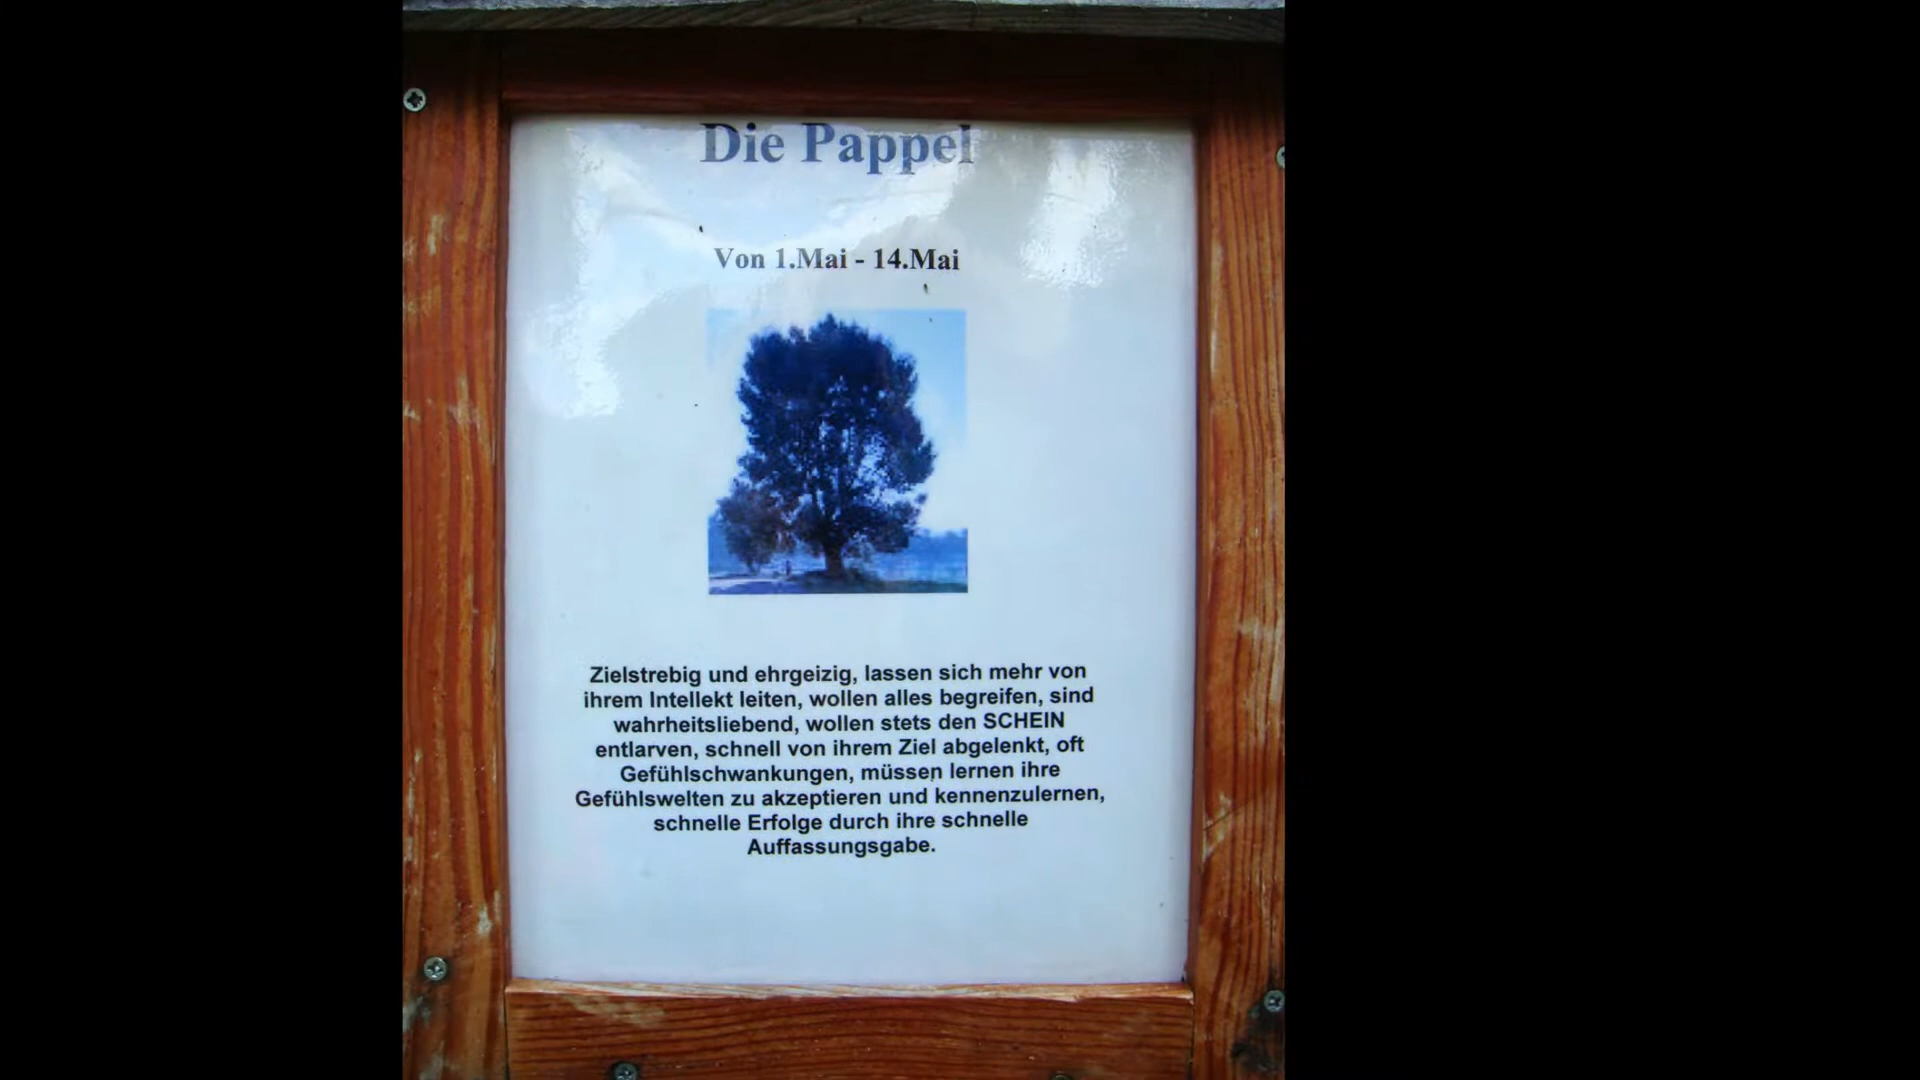 Die Pappel
Von 1.Mai - 14.Mai
Zielstrebig und ehrgeizig, lassen sich mehr von
ihrem Intellekt leiten, wollen alles begreifen, sind
wahrheitsliebend, wollen stets den SCHEIN
entlarven, schnell von ihrem Ziel abgelenkt, oft
Gefühlschwankungen, müssen lernen ihre
Gefühlswelten zu akzeptieren und kennenzulernen,
schnelle Erfolge durch ihre schnelle
Auffassungsgabe.